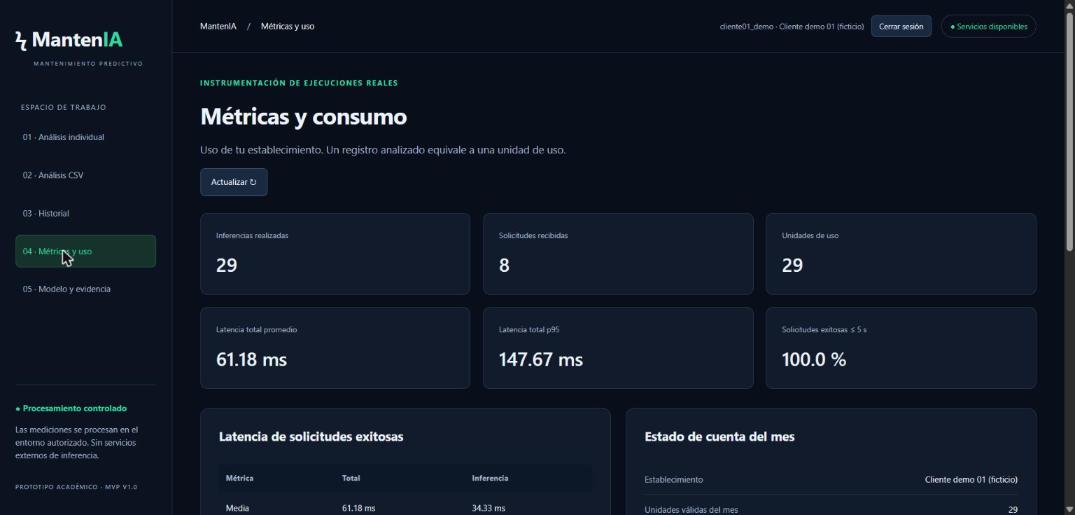 MantenIA
MANTENIMIENTO PREDICTIVO
ESPACIO DE TRABAJO
01 · Análisis individual
02 · Análisis CSV
03 · Historial
04 · Métricas y uso
05 · Modelo y evidencia
● Procesamiento controlado
Las mediciones se procesan en el
entorno autorizado. Sin servicios
externos de inferencia.
PROTOTIPO ACADÉMICO · MVP V1.0
MantenIA / Métricas y uso
cliente01_demo · Cliente demo 01 (ficticio)
Cerrar sesión
● Servicios disponibles
INSTRUMENTACIÓN DE EJECUCIONES REALES
Métricas y consumo
Uso de tu establecimiento. Un registro analizado equivale a una unidad de uso.
Actualizar ↻
Inferencias realizadas
29
Solicitudes recibidas
8
Unidades de uso
29
Latencia total promedio
61.18 ms
Latencia total p95
147.67 ms
Solicitudes exitosas ≤ 5 s
100.0 %
Latencia de solicitudes exitosas
Métrica Total Inferencia
Media 61.18 ms 34.33 ms
Estado de cuenta del mes
Establecimiento Cliente demo 01 (ficticio)
Unidades válidas del mes 29